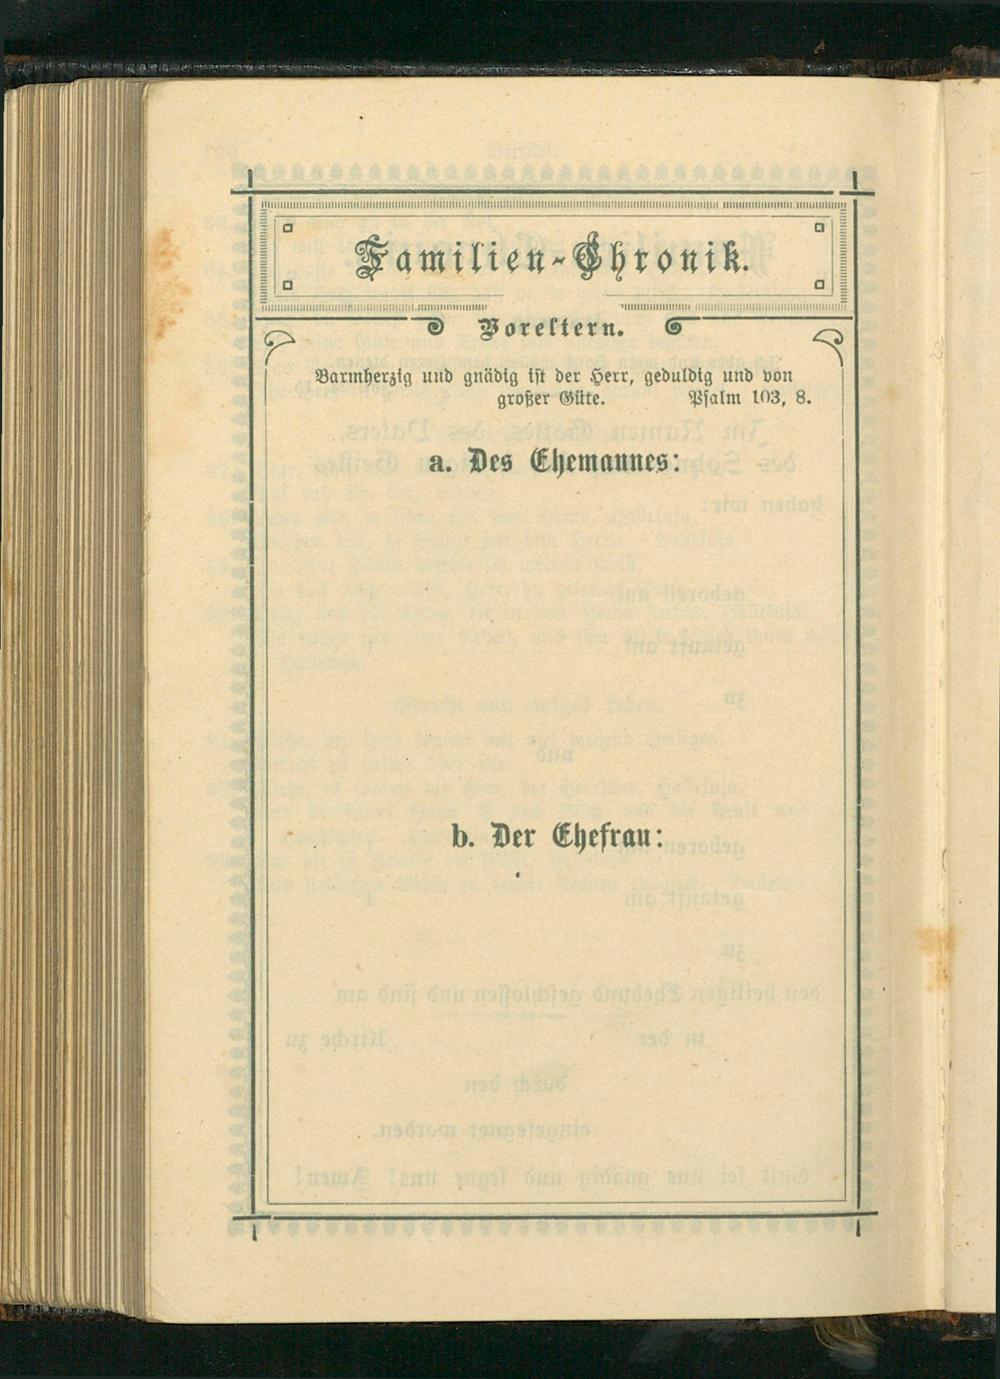 Familien-Chronik.
Voreltern.
Barmherzig und gnädig ist der Herr, geduldig und von
großer Güte. Psalm 103, 8.
a. Des Ehemannes:
b. Der Ehefrau: